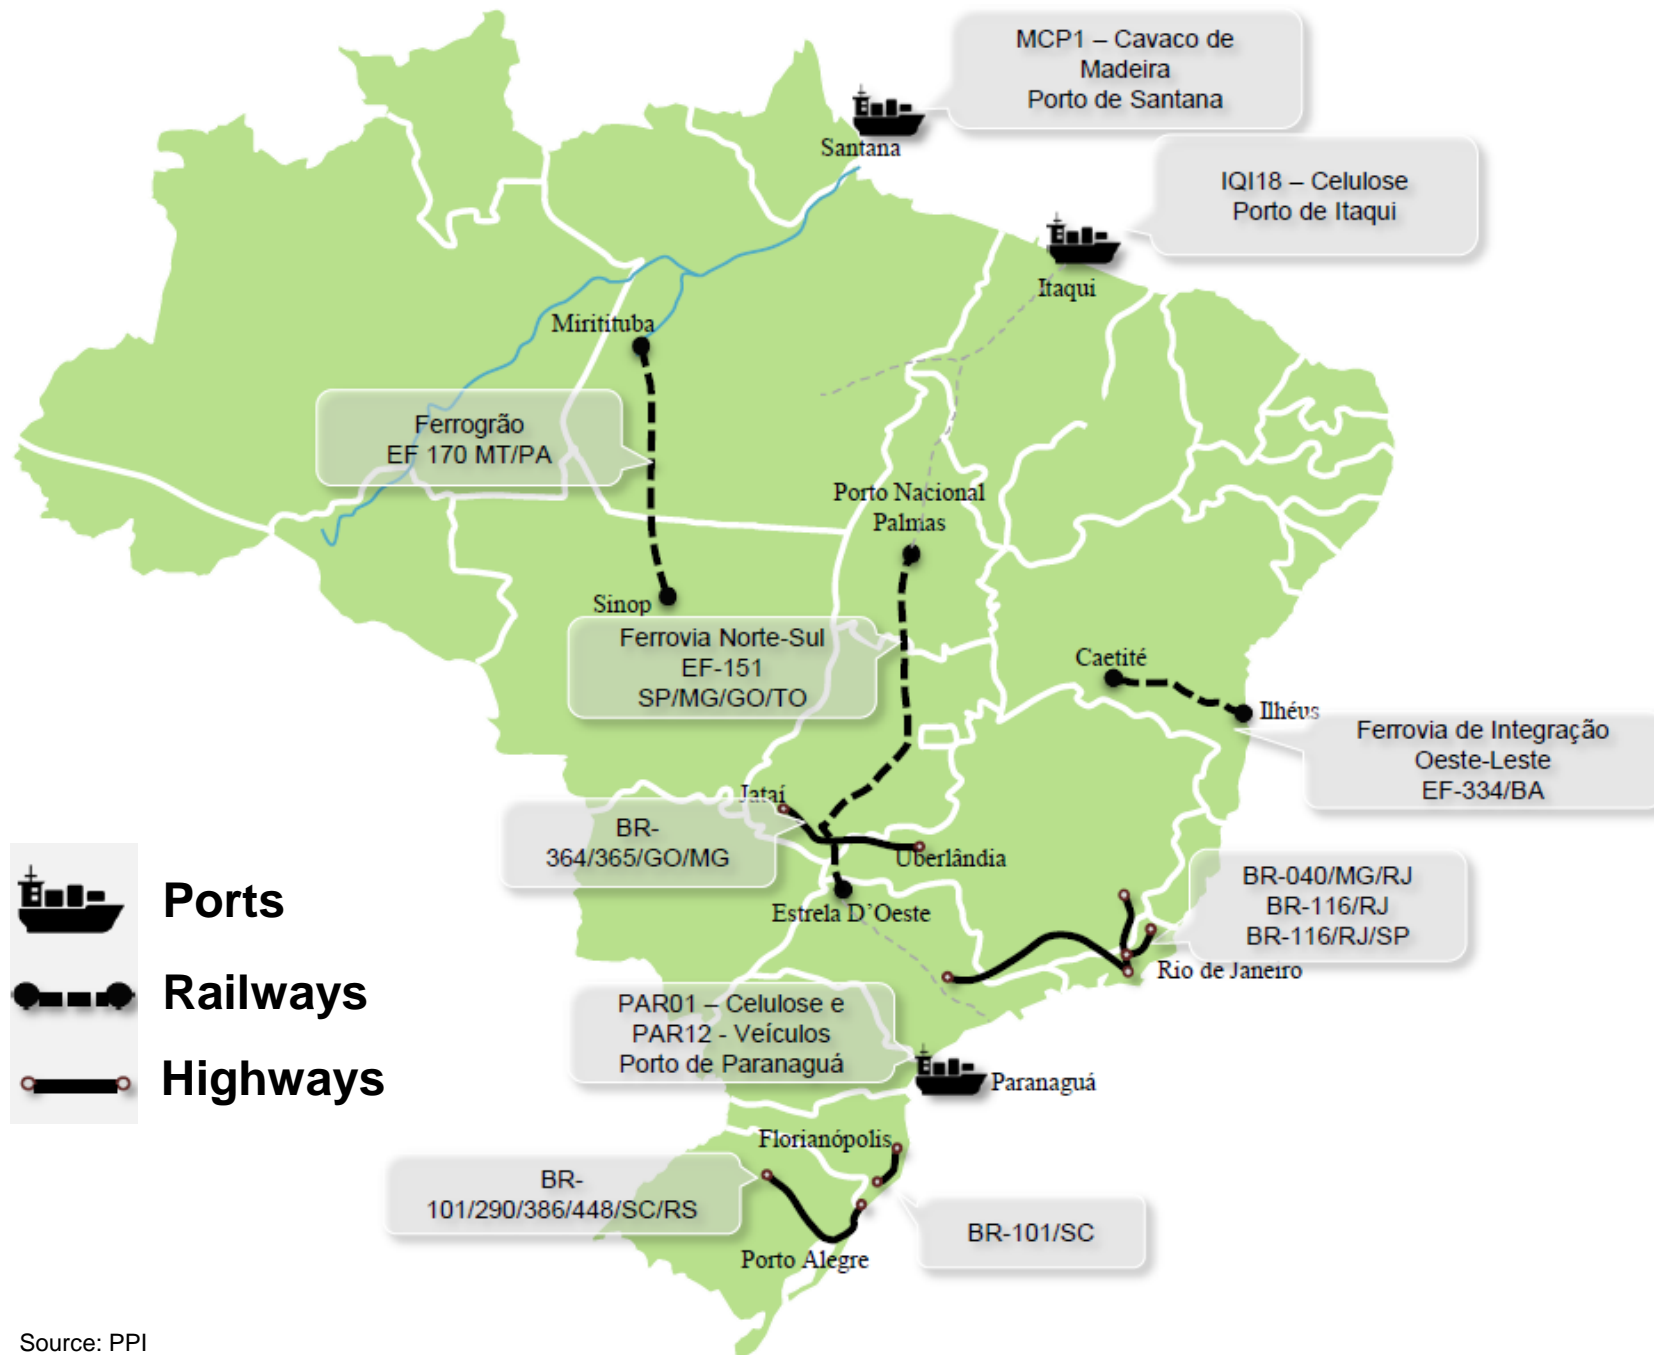 MCP1 – Cavaco de
Madeira
Porto de Santana
Santana
IQI18 – Celulose
Porto de Itaqui
Itaqui
Miritituba
Ferrogrão
EF 170 MT/PA
Porto Nacional
Palmas
Sinop
Ferrovia Norte-Sul
EF-151
SP/MG/GO/TO
Caetité
Ilhéus
Ferrovia de Integração
Oeste-Leste
EF-334/BA
Jataí
BR-
364/365/GO/MG
Uberlândia
Estrela D’Oeste
BR-040/MG/RJ
BR-116/RJ
BR-116/RJ/SP
Rio de Janeiro
Ports
Railways
Highways
PAR01 – Celulose e
PAR12 - Veículos
Porto de Paranaguá
Paranaguá
Florianópolis
BR-
101/290/386/448/SC/RS
BR-101/SC
Porto Alegre
Source: PPI